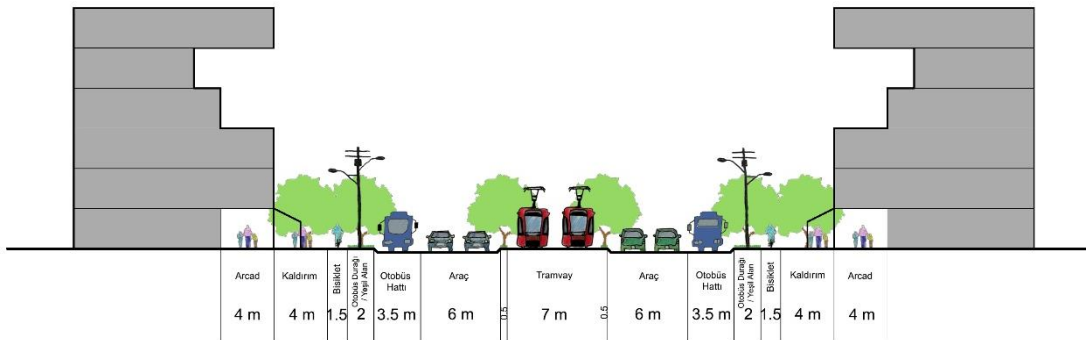 Arcad
Kaldırım
Bisiklet
Otobüs Durağı
/ Yeşil Alan
Otobüs
Hattı
Araç
Tramvay
Araç
Otobüs
Hattı
Otobüs Durağı
/ Yeşil Alan
Bisiklet
Kaldırım
Arcad
4 m
4 m
1.5
2
3.5 m
6 m
0.5
7 m
0.5
6 m
3.5 m
2
1.5
4 m
4 m